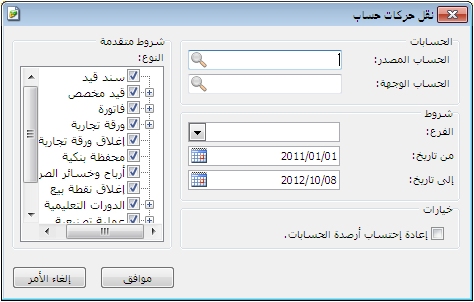 نقل حركات حساب
الحسابات
الحساب المصدر:
الحساب الوجهة:
شروط
الفرع:
من تاريخ: 2011/01/01
إلى تاريخ: 2012/10/08
خيارات
إعادة إحتساب أرصدة الحسابات.
شروط متقدمة
النوع:
سند قيد
قيد مخصص
فاتورة
ورقة تجارية
إغلاق ورقة تجارية
محفظة بنكية
أرباح وخسائر الصر
إغلاق نقطة بيع
الدورات التعليمية
عملية تصنيعية
موافق
إلغاء الأمر